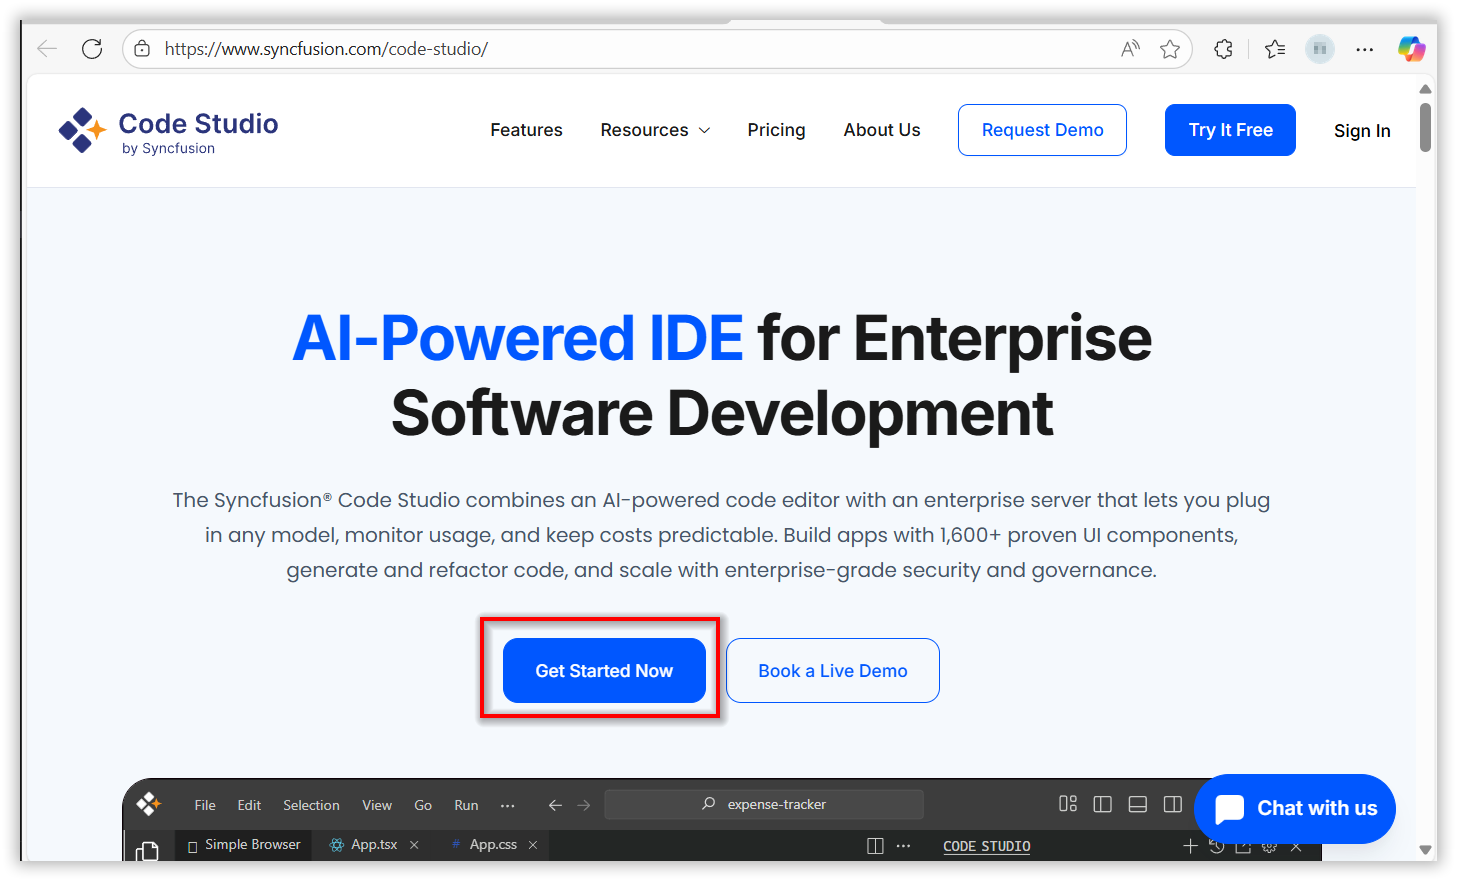 https://www.syncfusion.com/code-studio/
Code Studio
by Syncfusion
Features
Resources
Pricing
About Us
Request Demo
Try It Free
Sign In
AI-Powered IDE for Enterprise
Software Development
The Syncfusion® Code Studio combines an AI-powered code editor with an enterprise server that lets you plug
in any model, monitor usage, and keep costs predictable. Build apps with 1,600+ proven UI components,
generate and refactor code, and scale with enterprise-grade security and governance.
Get Started Now
Book a Live Demo
File Edit Selection View Go Run ···
expense-tracker
Chat with us
Simple Browser
App.tsx
# App.css
CODE STUDIO